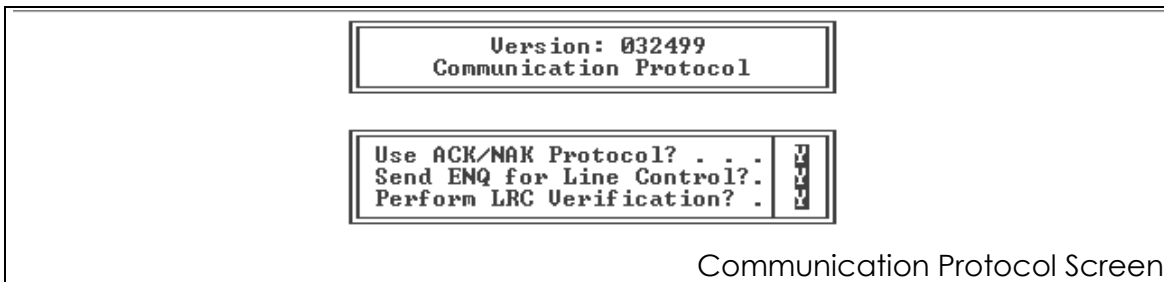 Version: 032499
Communication Protocol
Use ACK/NAK Protocol? . . . Y
Send ENQ for Line Control?. Y
Perform LRC Verification? . Y
Communication Protocol Screen